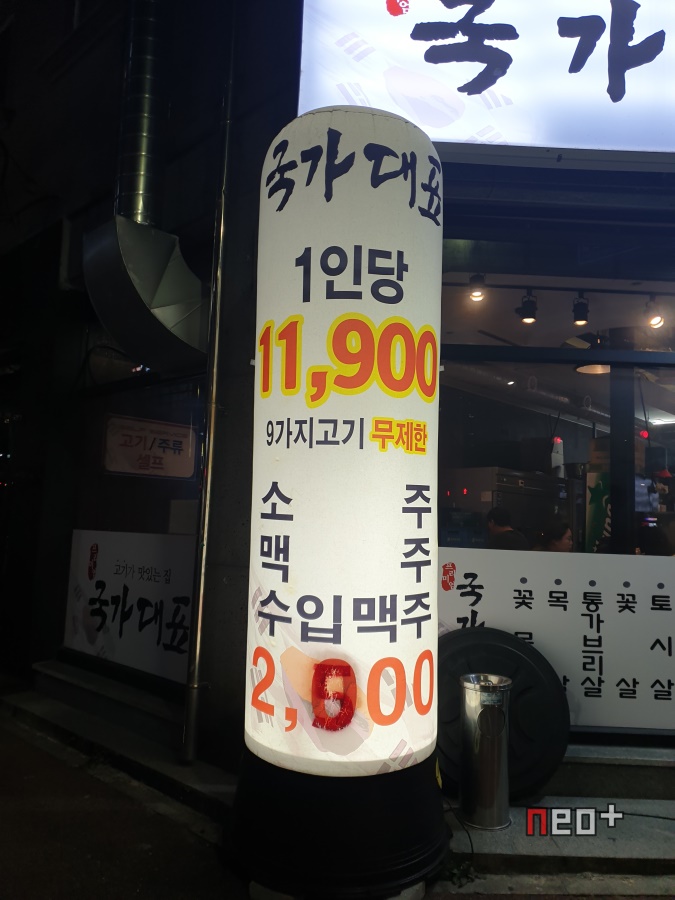 국가
국가대표
1인당
11,900
9가지고기 무제한
소주
맥주
수입맥주
2,500
고기/주류
셀프
고기가 맛있는 집
국가대표
국가
꽃 목 통 꽃 토
가
브 시
리
살 살 살 살
neo+